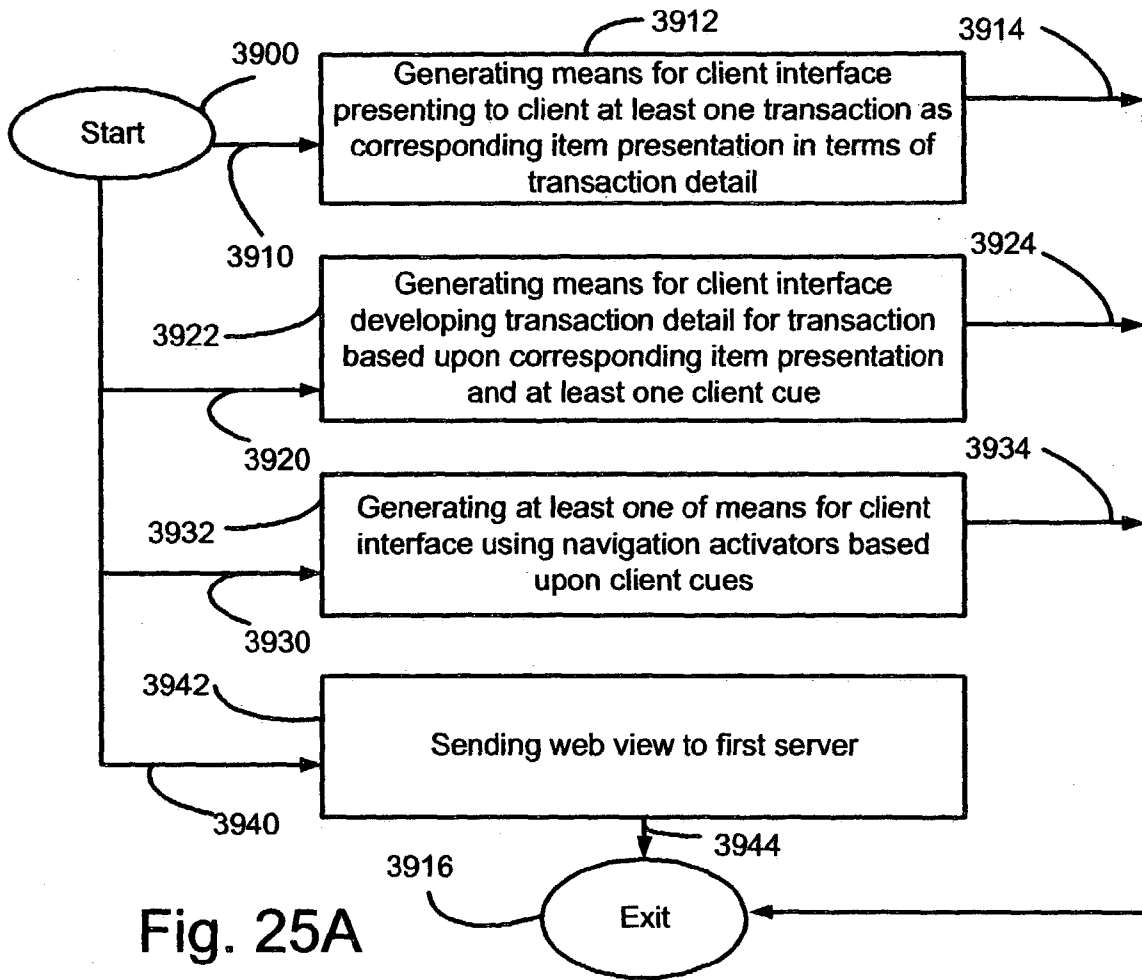 3900
3912
3914
Start
Generating means for client interface
presenting to client at least one transaction as
corresponding item presentation in terms of
transaction detail
3910
3924
3922
Generating means for client interface
developing transaction detail for transaction
based upon corresponding item presentation
and at least one client cue
3920
3934
3932
Generating at least one of means for client
interface using navigation activators based
upon client cues
3930
3942
Sending web view to first server
3940
3944
3916
Exit
Fig. 25A